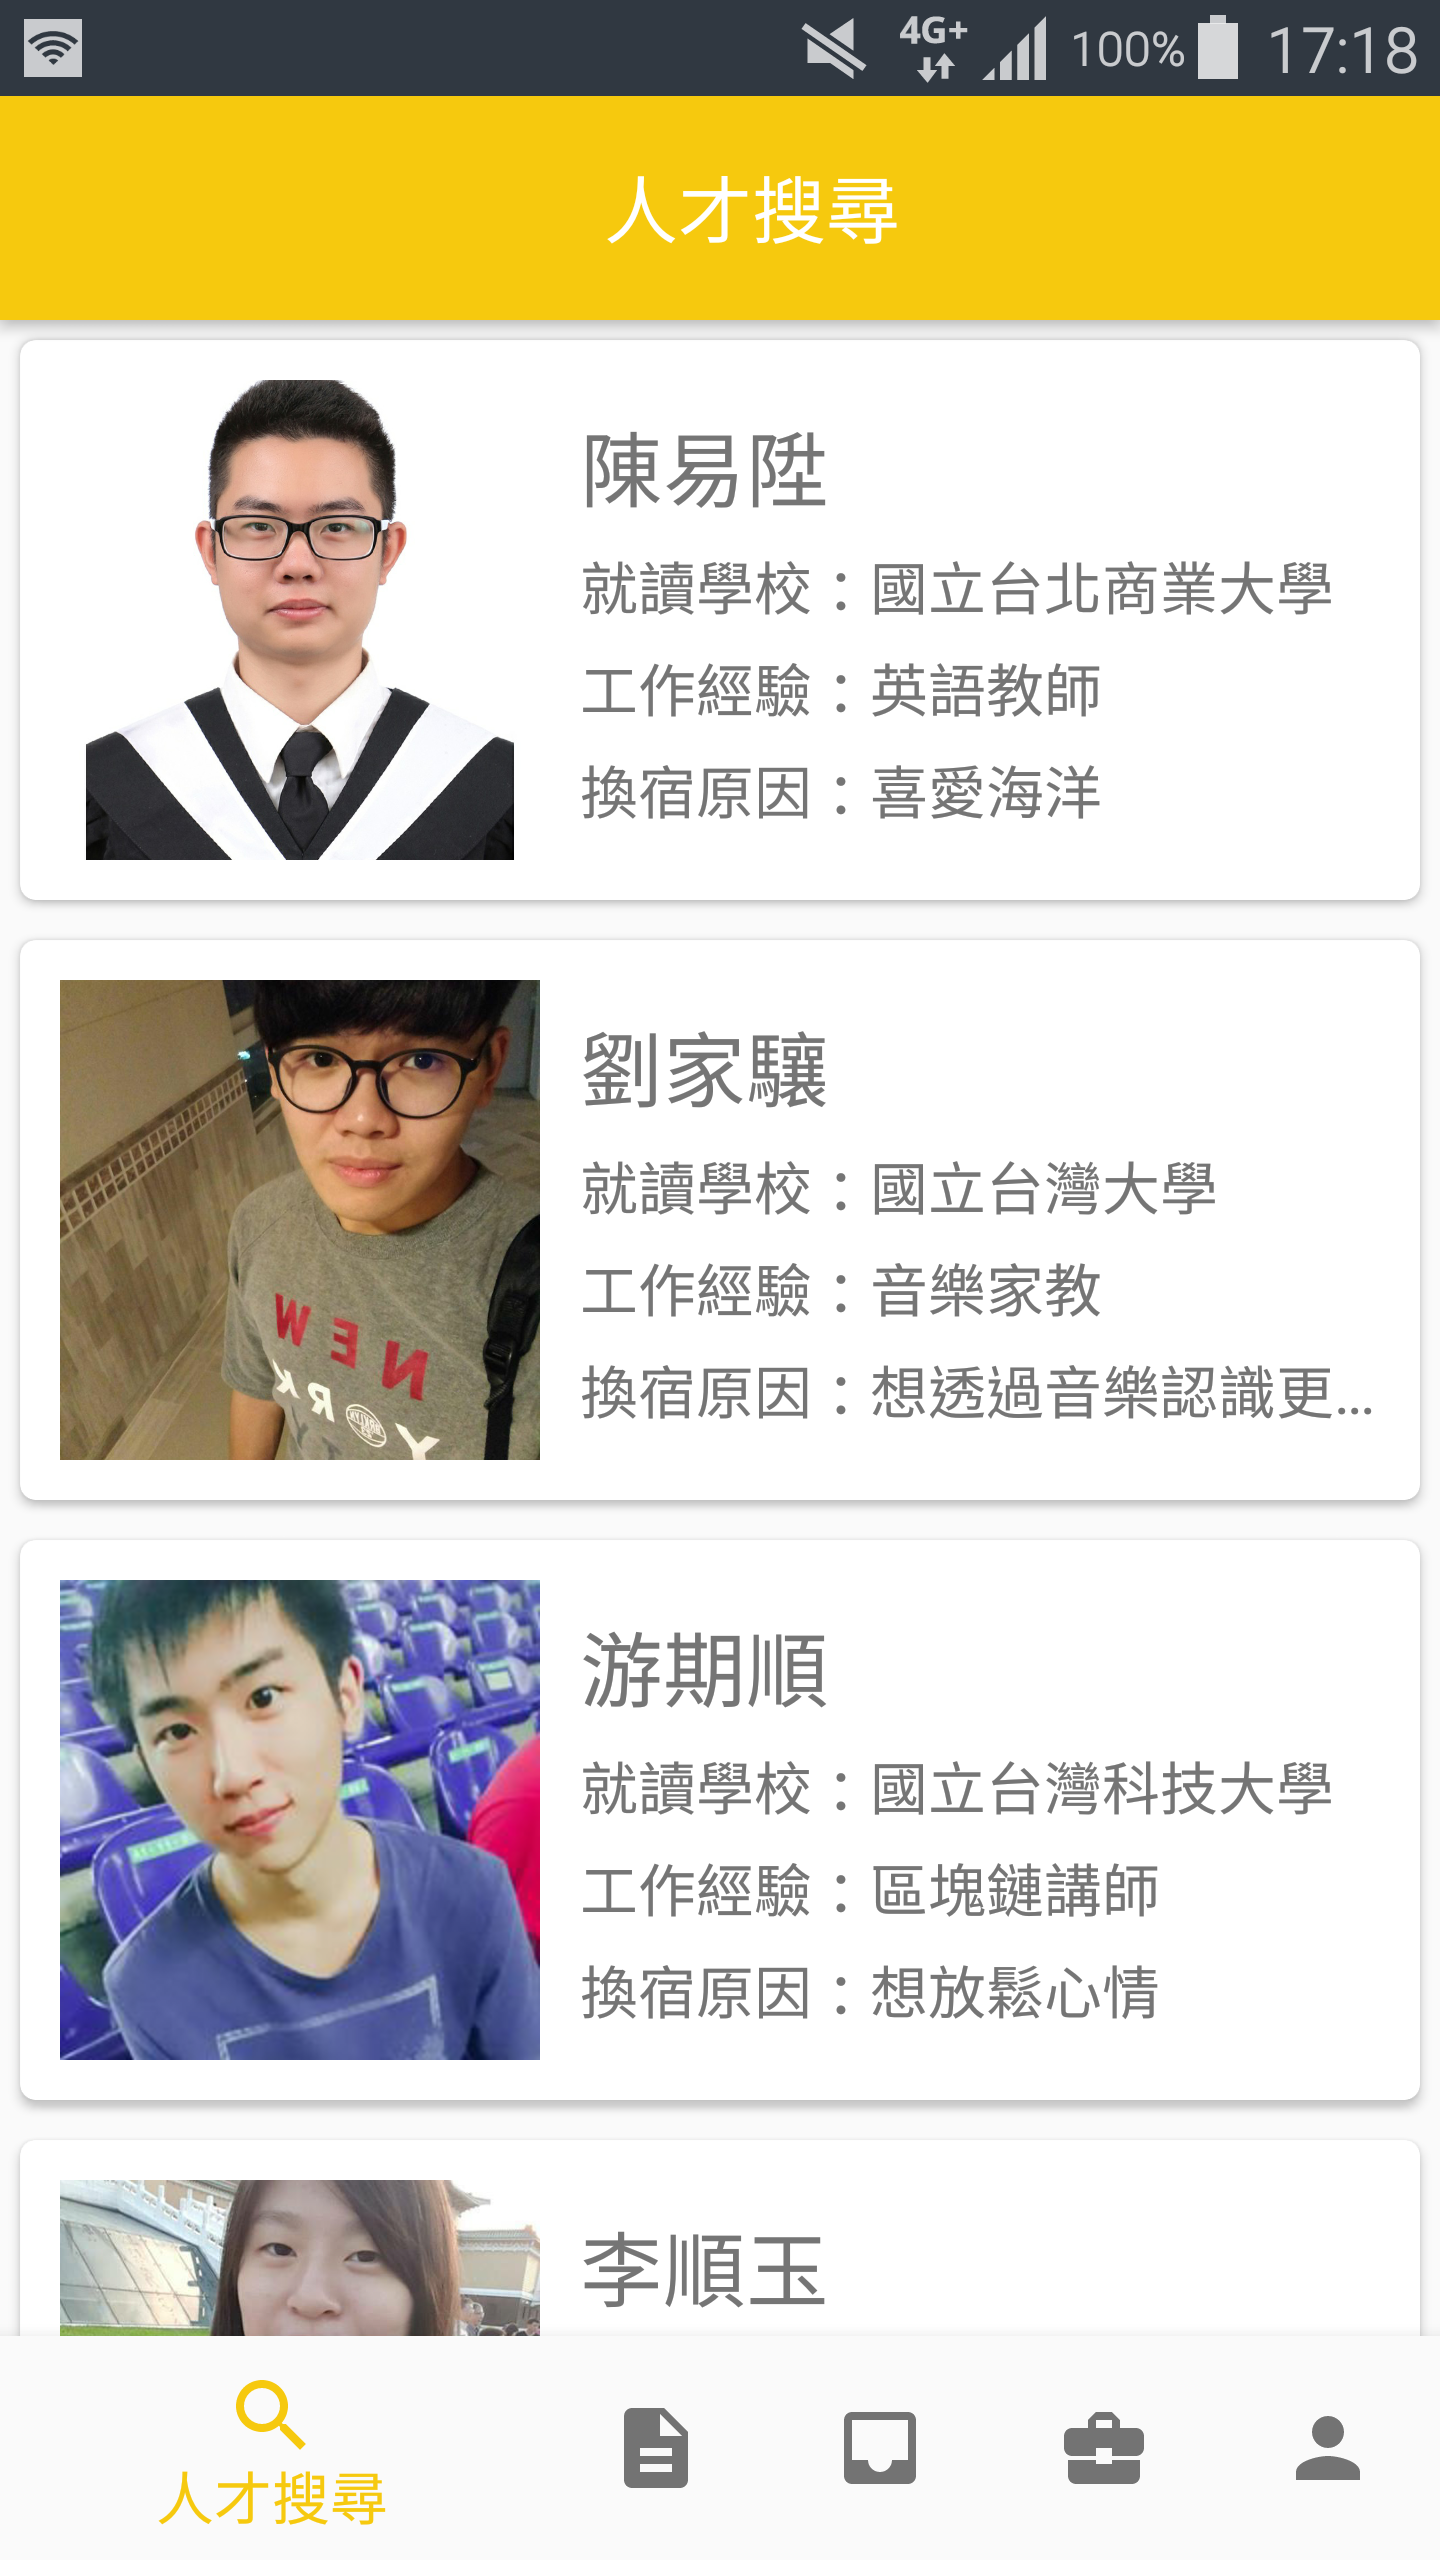 4G+ 100% 17:18
人才搜尋
陳易陞
就讀學校：國立台北商業大學
工作經驗：英語教師
換宿原因：喜愛海洋
劉家驤
就讀學校：國立台灣大學
工作經驗：音樂家教
換宿原因：想透過音樂認識更...
NEW
YORK
游期順
就讀學校：國立台灣科技大學
工作經驗：區塊鏈講師
換宿原因：想放鬆心情
李順玉
人才搜尋